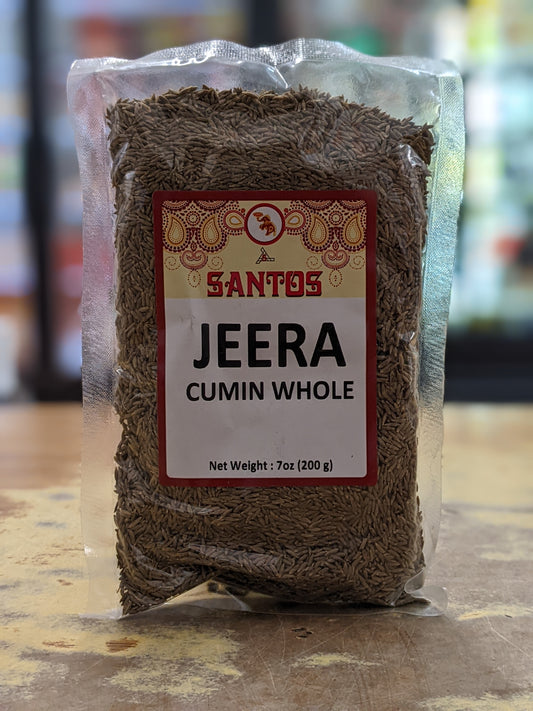 SANTOS
JEERA
CUMIN WHOLE
Net Weight : 7oz (200 g)